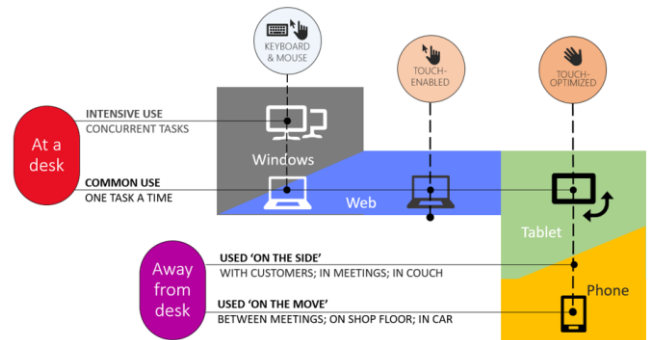 KEYBOARD
& MOUSE
TOUCH-
ENABLED
TOUCH-
OPTIMIZED
At a
desk
INTENSIVE USE
CONCURRENT TASKS
Windows
COMMON USE
ONE TASK A TIME
Web
Tablet
Away
from
desk
USED ‘ON THE SIDE’
WITH CUSTOMERS; IN MEETINGS; IN COUCH
Phone
USED ‘ON THE MOVE’
BETWEEN MEETINGS; ON SHOP FLOOR; IN CAR